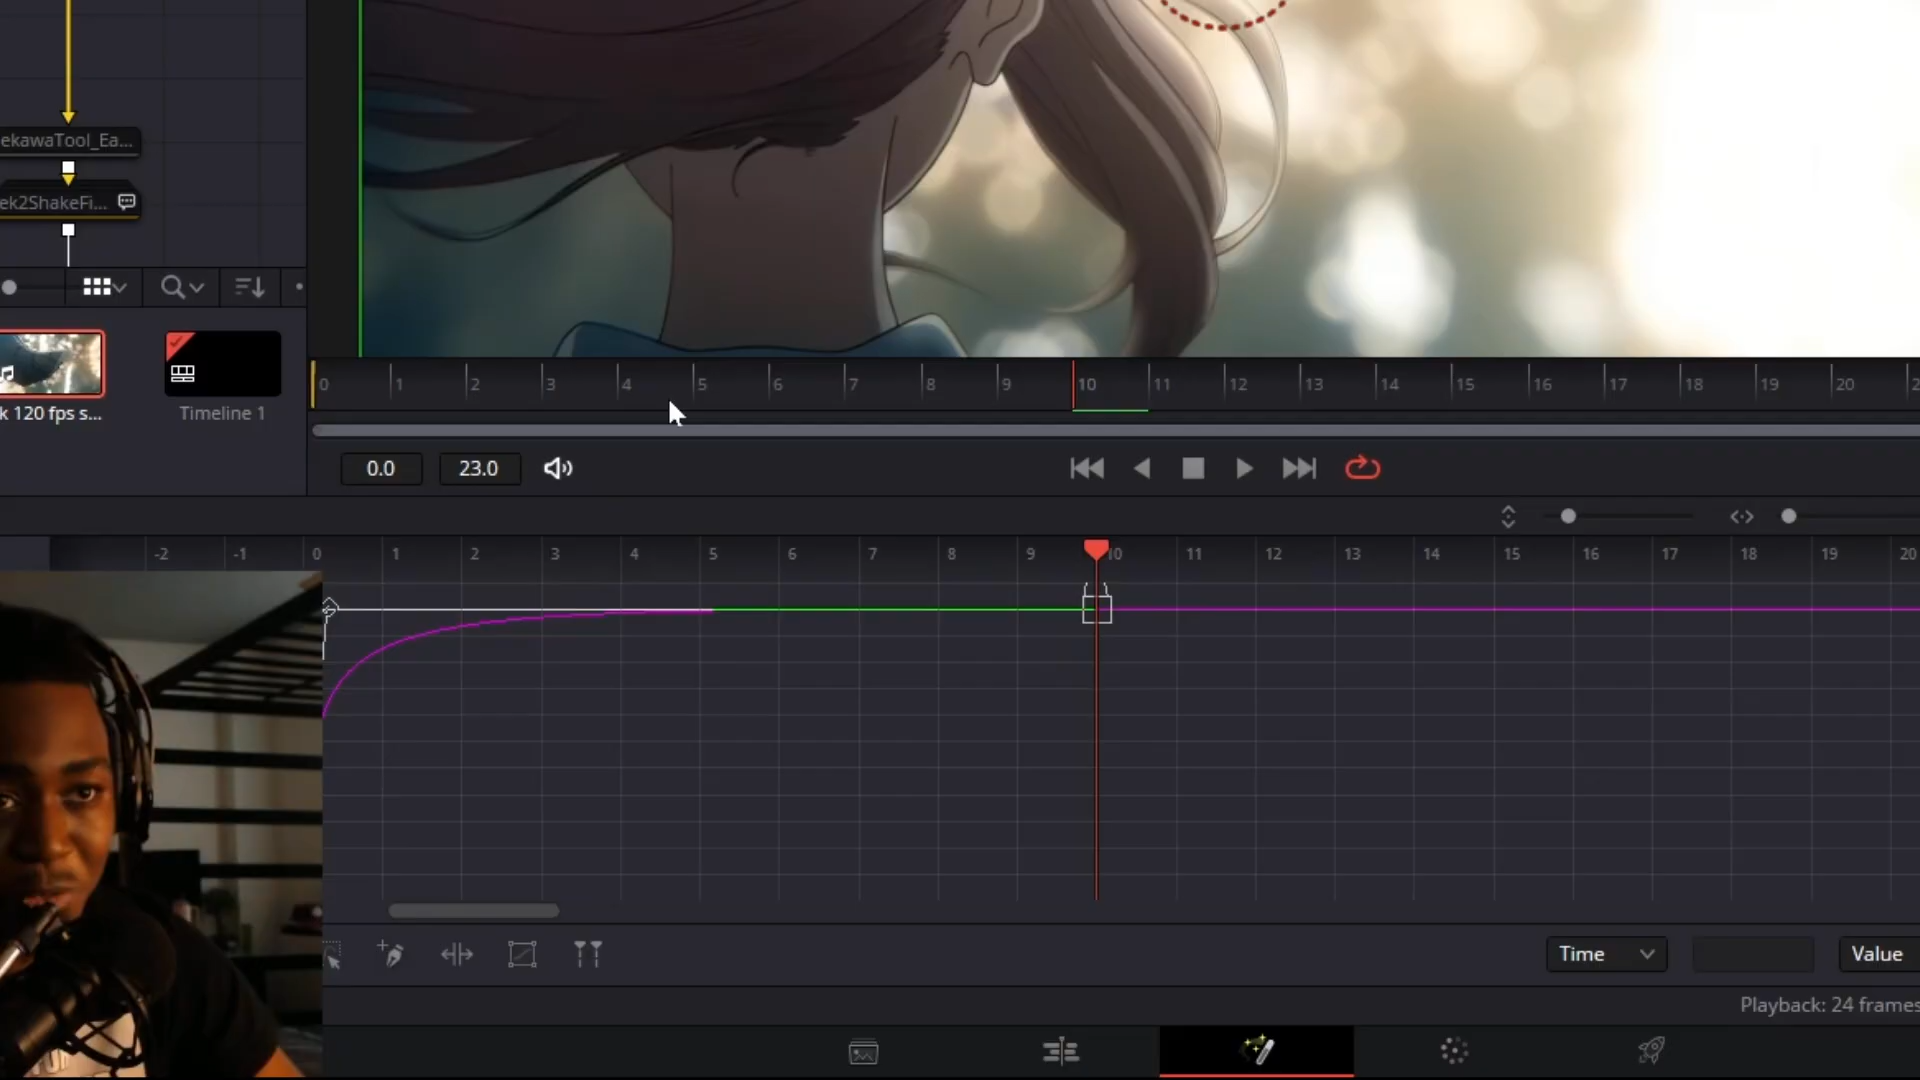 ekawaTool_Ea...
ek2ShakeFi...
k 120 fps s...
Timeline 1
0 1 2 3 4 5 6 7 8 9 10 11 12 13 14 15 16 17 18 19 20 2
0.0 23.0
-2 -1 0 1 2 3 4 5 6 7 8 9 10 11 12 13 14 15 16 17 18 19 20
Time Value
Playback: 24 frames